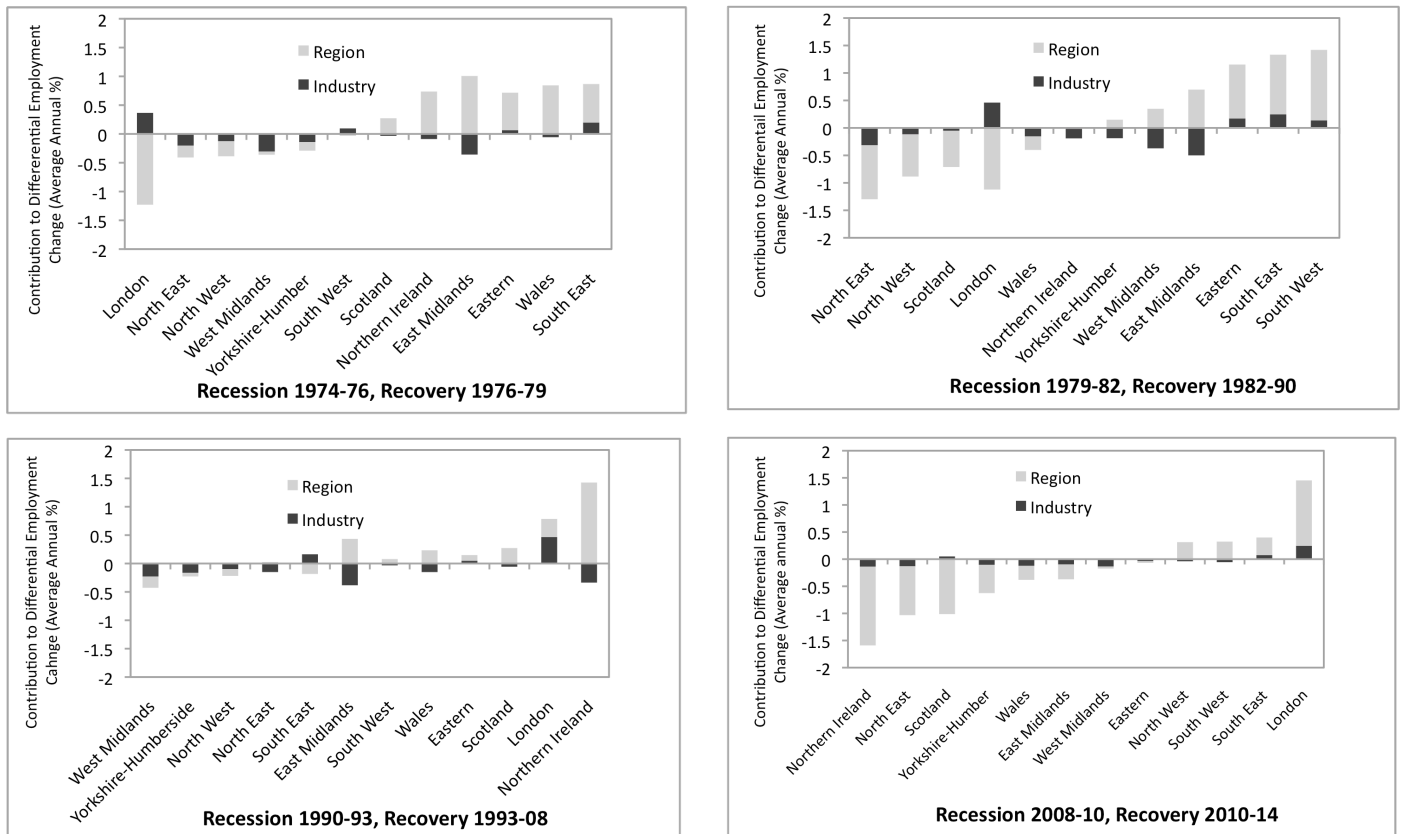 Contribution to Differerential Employment
Change (Average Annual %)
2
1.5
1
0.5
0
-0.5
-1
-1.5
-2
Region
Industry
London
North East
North West
West Midlands
Yorkshire-Humber
South West
Scotland
Northern Ireland
East Midlands
Eastern
Wales
South East
Recession 1974-76, Recovery 1976-79
Contribution to Differentail Employment
Change (Average Annual %)
2
1.5
1
0.5
0
-0.5
-1
-1.5
-2
Region
Industry
North East
North West
Scotland
London
Wales
Northern Ireland
Yorkshire-Humber
West Midlands
East Midlands
Eastern
South East
South West
Recession 1979-82, Recovery 1982-90
Contribution to Differential Employment
Cahnge (Average Annual %)
2
1.5
1
0.5
0
-0.5
-1
-1.5
-2
Region
Industry
West Midlands
Yorkshire-Humberside
North West
North East
South East
East Midlands
South West
Wales
Eastern
Scotland
London
Northern Ireland
Recession 1990-93, Recovery 1993-08
Contribution to Differential Employment
Change (Average annual %)
2
1.5
1
0.5
0
-0.5
-1
-1.5
-2
Region
Industry
Northern Ireland
North East
Scotland
Yorkshire-Humber
Wales
East Midlands
West Midlands
Eastern
North West
South West
South East
London
Recession 2008-10, Recovery 2010-14